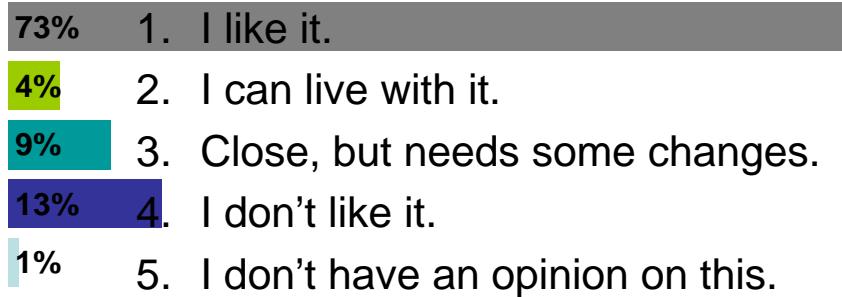 73% 1. I like it.
4% 2. I can live with it.
9% 3. Close, but needs some changes.
13% 4. I don’t like it.
1% 5. I don’t have an opinion on this.